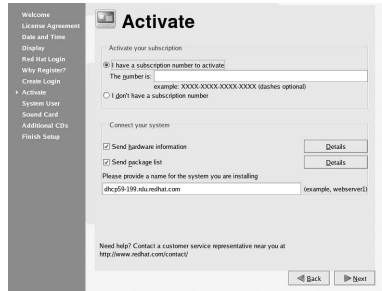 Welcome
License Agreement
Date and Time
Display
Red Hat Login
Why Register?
Create Login
Activate
System User
Sound Card
Additional CDs
Finish Setup
Activate
Activate your subscription
I have a subscription number to activate
The number is:
example: XXXX-XXXX-XXXX-XXXX (dashes optional)
I don't have a subscription number
Connect your system
Send hardware information
Details
Send package list
Details
Please provide a name for the system you are installing
dhcp59-199.rdu.redhat.com
(example, webserver1)
Need help? Contact a customer service representative near you at
http://www.redhat.com/contact/
Back
Next